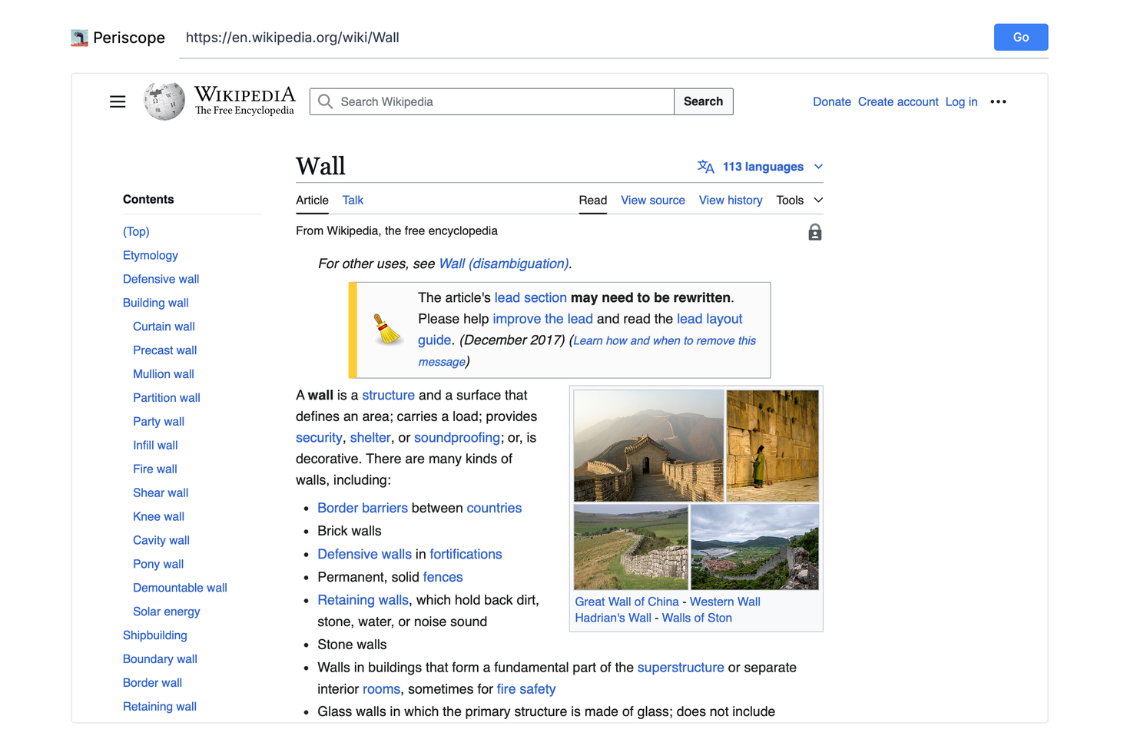 Periscope https://en.wikipedia.org/wiki/Wall Go
WIKIPEDIA
The Free Encyclopedia
Search Wikipedia Search
Donate Create account Log in
Wall
113 languages
Contents
(Top)
Etymology
Defensive wall
Building wall
Curtain wall
Precast wall
Mullion wall
Partition wall
Party wall
Infill wall
Fire wall
Shear wall
Knee wall
Cavity wall
Pony wall
Demountable wall
Solar energy
Shipbuilding
Boundary wall
Border wall
Retaining wall
Article Talk Read View source View history Tools
From Wikipedia, the free encyclopedia
For other uses, see Wall (disambiguation).
The article's lead section may need to be rewritten.
Please help improve the lead and read the lead layout
guide. (December 2017) (Learn how and when to remove this
message)
A wall is a structure and a surface that
defines an area; carries a load; provides
security, shelter, or soundproofing; or, is
decorative. There are many kinds of
walls, including:
• Border barriers between countries
• Brick walls
• Defensive walls in fortifications
• Permanent, solid fences
• Retaining walls, which hold back dirt,
stone, water, or noise sound
• Stone walls
• Walls in buildings that form a fundamental part of the superstructure or separate
interior rooms, sometimes for fire safety
• Glass walls in which the primary structure is made of glass; does not include
Great Wall of China - Western Wall
Hadrian's Wall - Walls of Ston